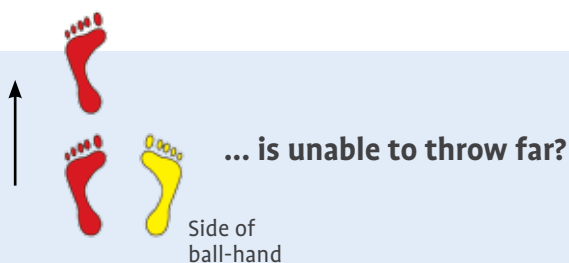 ... is unable to throw far?
Side of
ball-hand